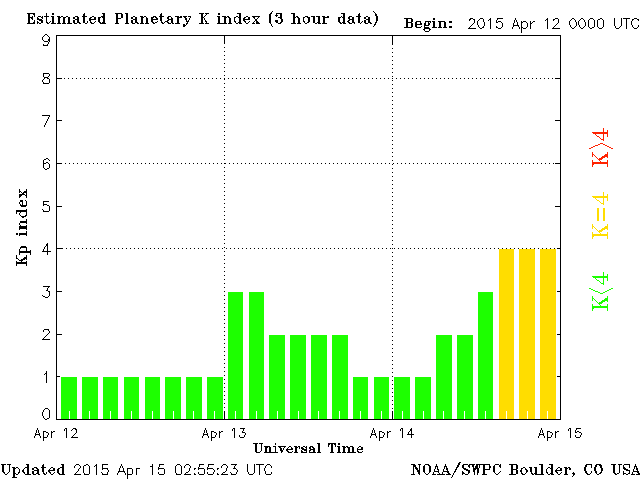 Estimated Planetary K index (3 hour data) Begin: 2015 Apr 12 0000 UTC
9
8
7
6
5
4
3
2
1
0
Kp index
K>4
K=4
K<4
Apr 12 Apr 13 Apr 14 Apr 15
Universal Time
Updated 2015 Apr 15 02:55:23 UTC NOAA/SWPC Boulder, CO USA